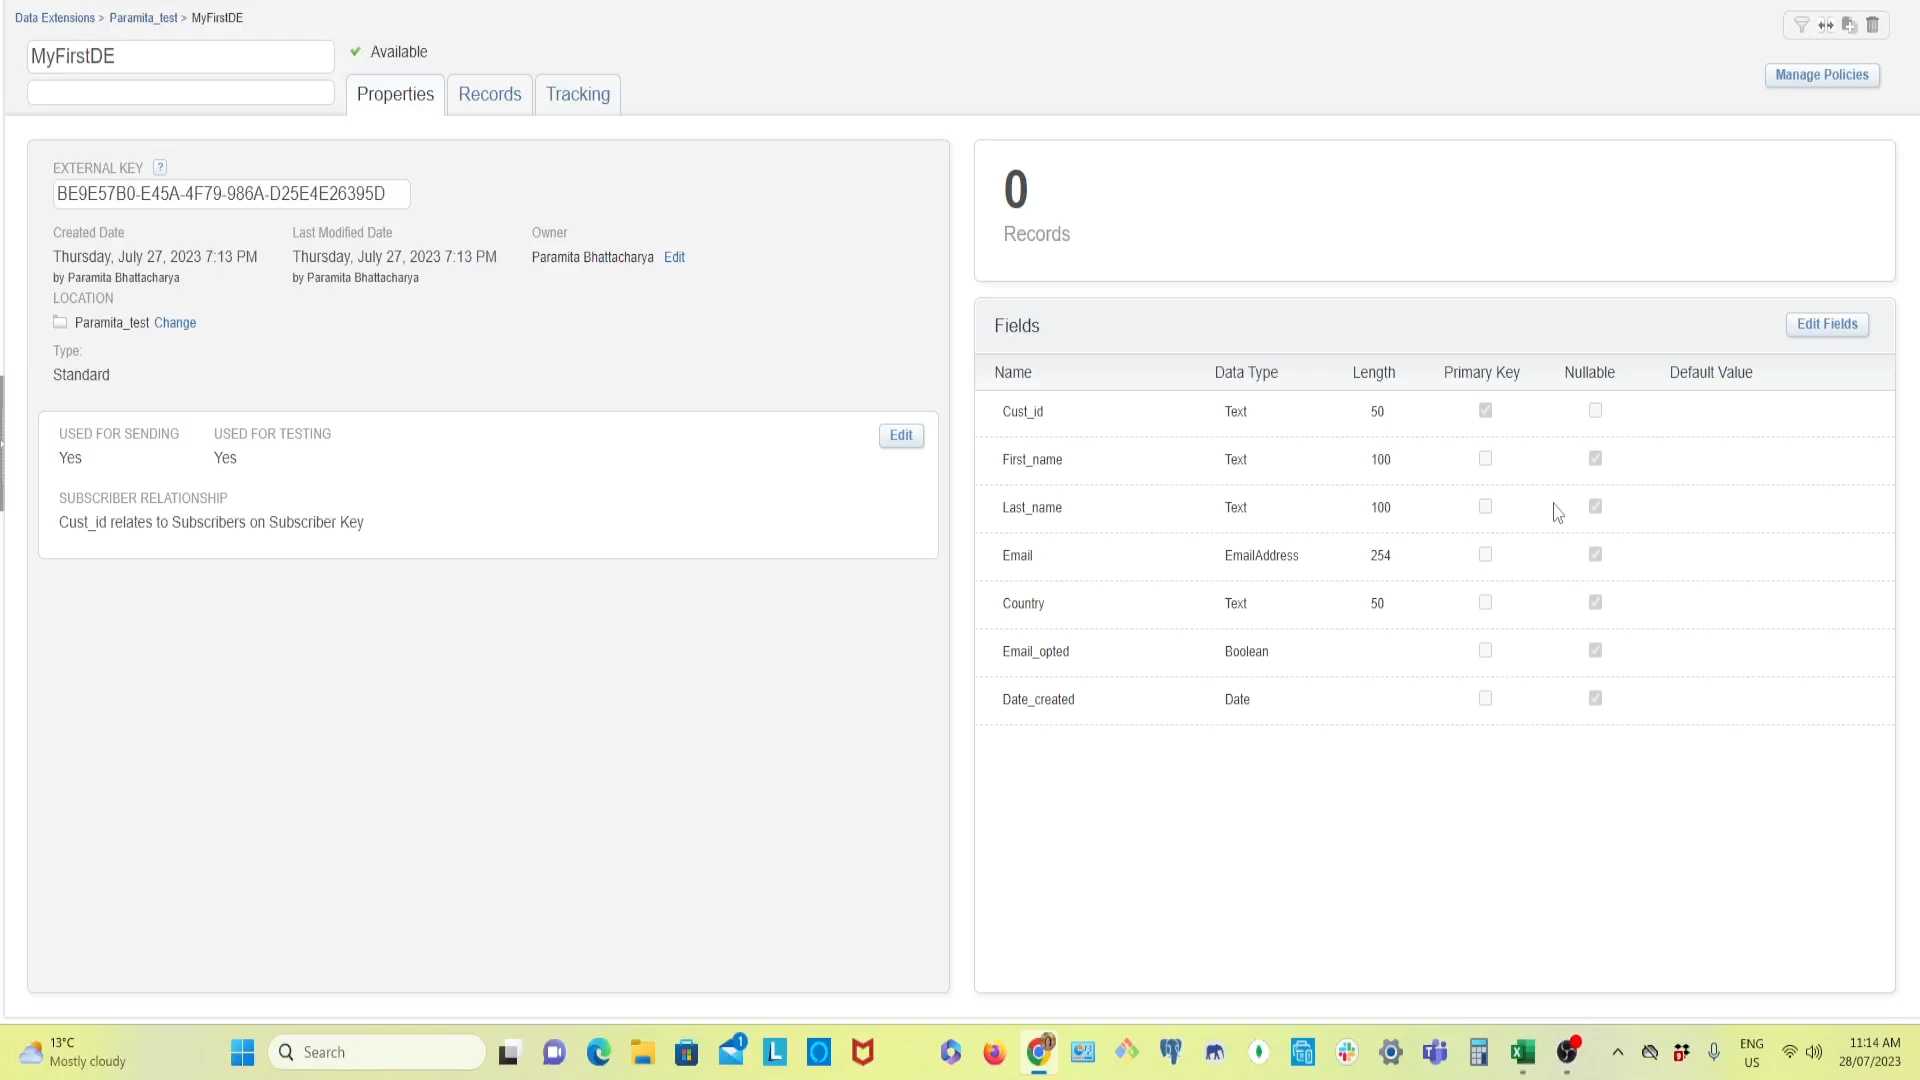 Data Extensions > Paramita_test > MyFirstDE
MyFirstDE
Available
Manage Policies
Properties
Records
Tracking
EXTERNAL KEY ?
BE9E57B0-E45A-4F79-986A-D25E4E26395D
Created Date
Last Modified Date
Owner
Thursday, July 27, 2023 7:13 PM
Thursday, July 27, 2023 7:13 PM
Paramita Bhattacharya Edit
by Paramita Bhattacharya
by Paramita Bhattacharya
LOCATION
Paramita_test Change
Type:
Standard
USED FOR SENDING
USED FOR TESTING
Edit
Yes
Yes
SUBSCRIBER RELATIONSHIP
Cust_id relates to Subscribers on Subscriber Key
0
Records
Fields
Edit Fields
Name Data Type Length Primary Key Nullable Default Value
Cust_id Text 50
First_name Text 100
Last_name Text 100
Email EmailAddress 254
Country Text 50
Email_opted Boolean
Date_created Date
13°C
Mostly cloudy
Search
1
L
ENG
US
11:14 AM
28/07/2023